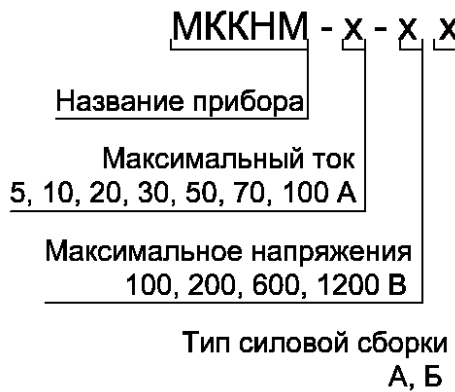 МККНМ - х - х х
Название прибора
Максимальный ток
5, 10, 20, 30, 50, 70, 100 А
Максимальное напряжения
100, 200, 600, 1200 В
Тип силовой сборки
А, Б